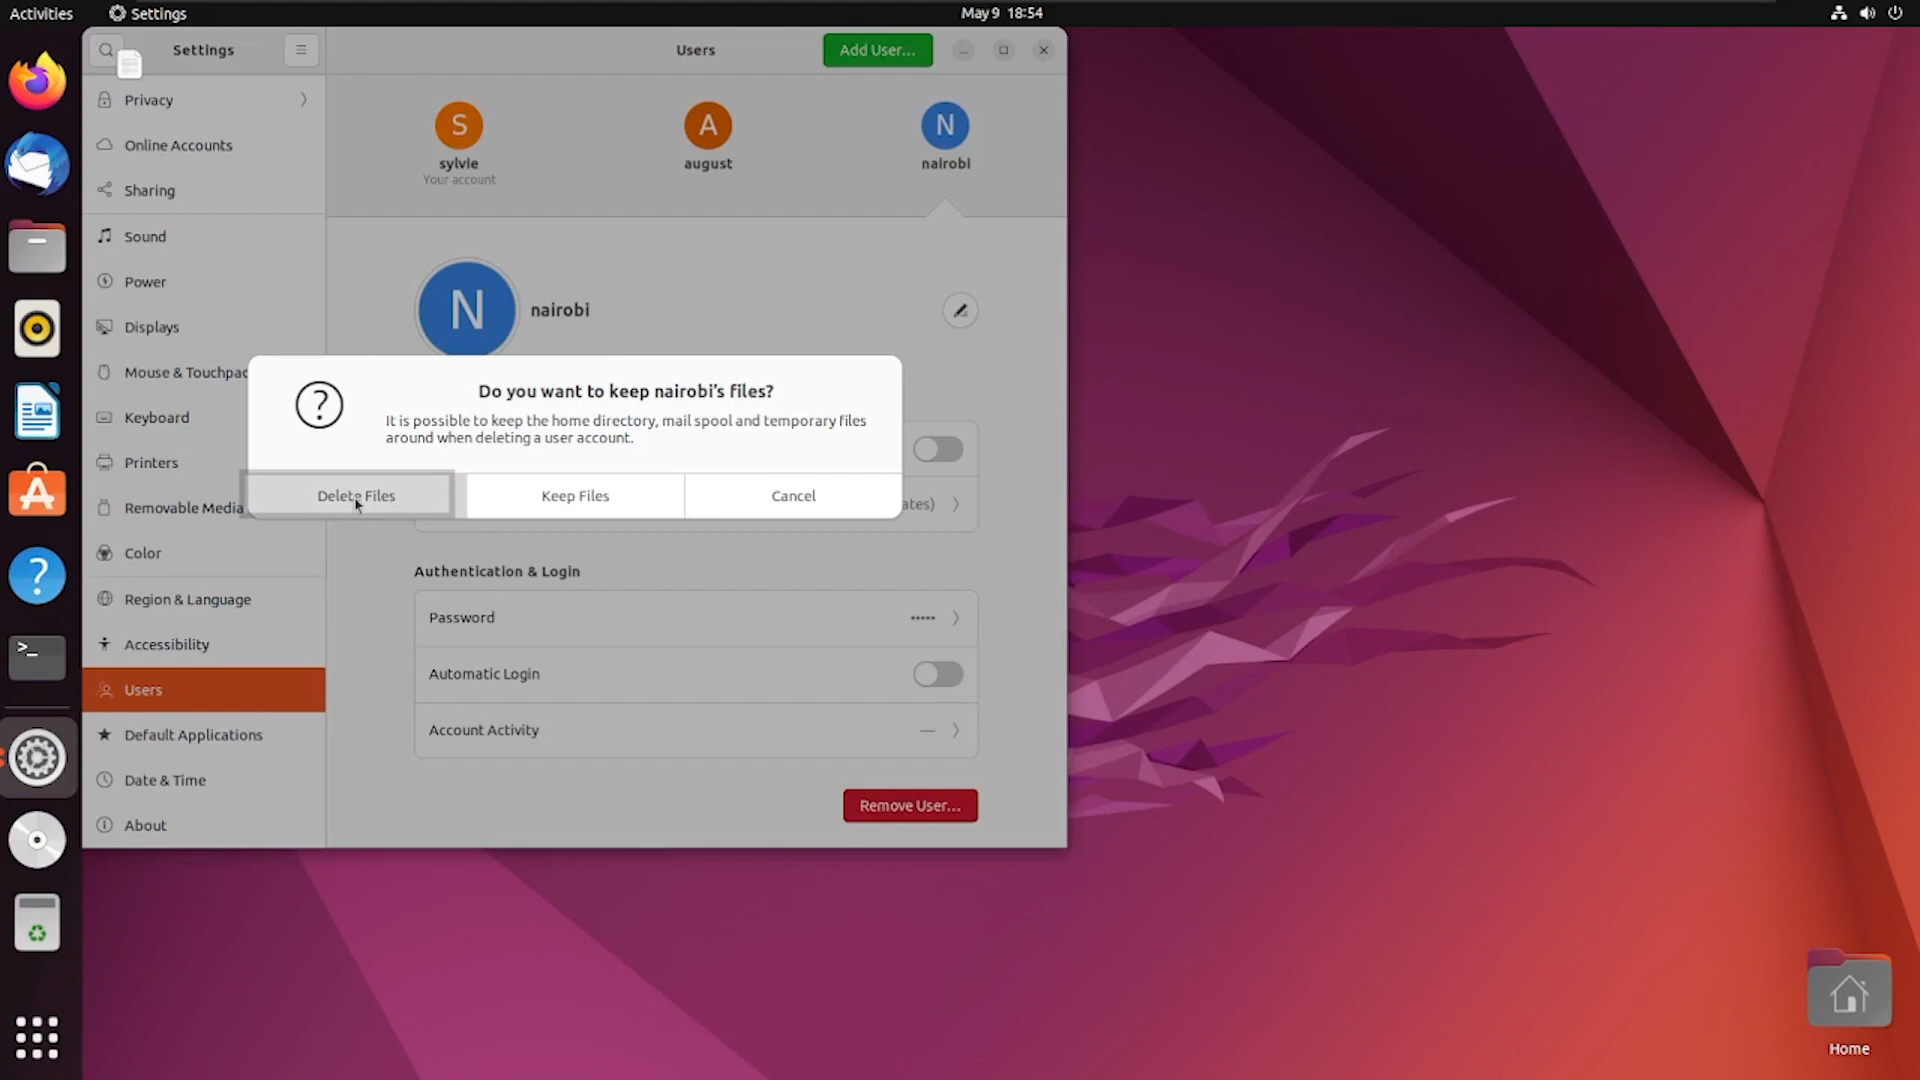 Activities
Settings
May 9 18:54
Settings
Users
Add User...
Privacy
Online Accounts
Sharing
Sound
Power
Displays
Mouse & Touchpad
Keyboard
Printers
Removable Media
Color
Region & Language
Accessibility
Users
Default Applications
Date & Time
About
S
sylvie
Your account
A
august
N
nairobi
N
nairobi
Do you want to keep nairobi's files?
It is possible to keep the home directory, mail spool and temporary files
around when deleting a user account.
Delete Files
Keep Files
Cancel
ates)
Authentication & Login
Password
•••••
Automatic Login
Account Activity
—
Remove User...
Home